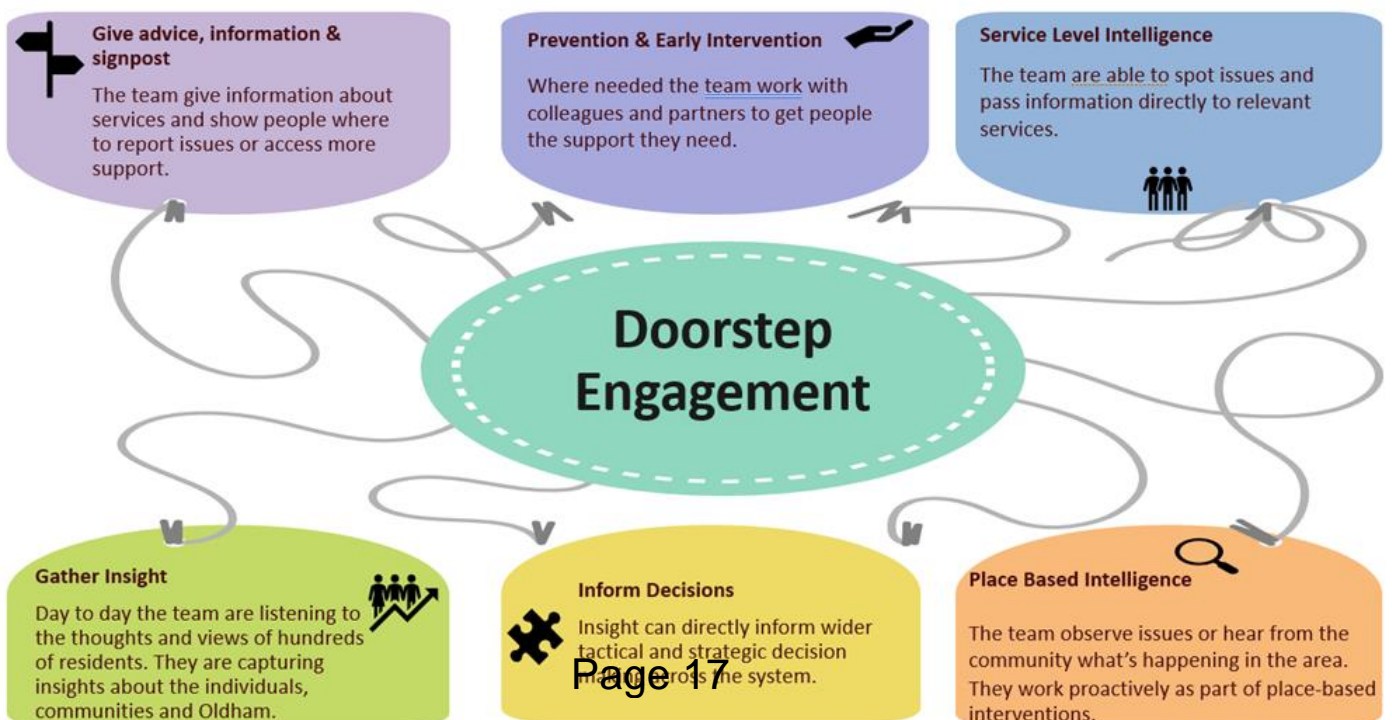 Give advice, information &
signpost
The team give information about
services and show people where
to report issues or access more
support.
Prevention & Early Intervention
Where needed the team work with
colleagues and partners to get people
the support they need.
Service Level Intelligence
The team are able to spot issues and
pass information directly to relevant
services.
Doorstep
Engagement
Gather Insight
Day to day the team are listening to
the thoughts and views of hundreds
of residents. They are capturing
insights about the individuals,
communities and Oldham.
Inform Decisions
Insight can directly inform wider
tactical and strategic decision
making across the system.
Page 17
Place Based Intelligence
The team observe issues or hear from the
community what's happening in the area.
They work proactively as part of place-based
interventions.